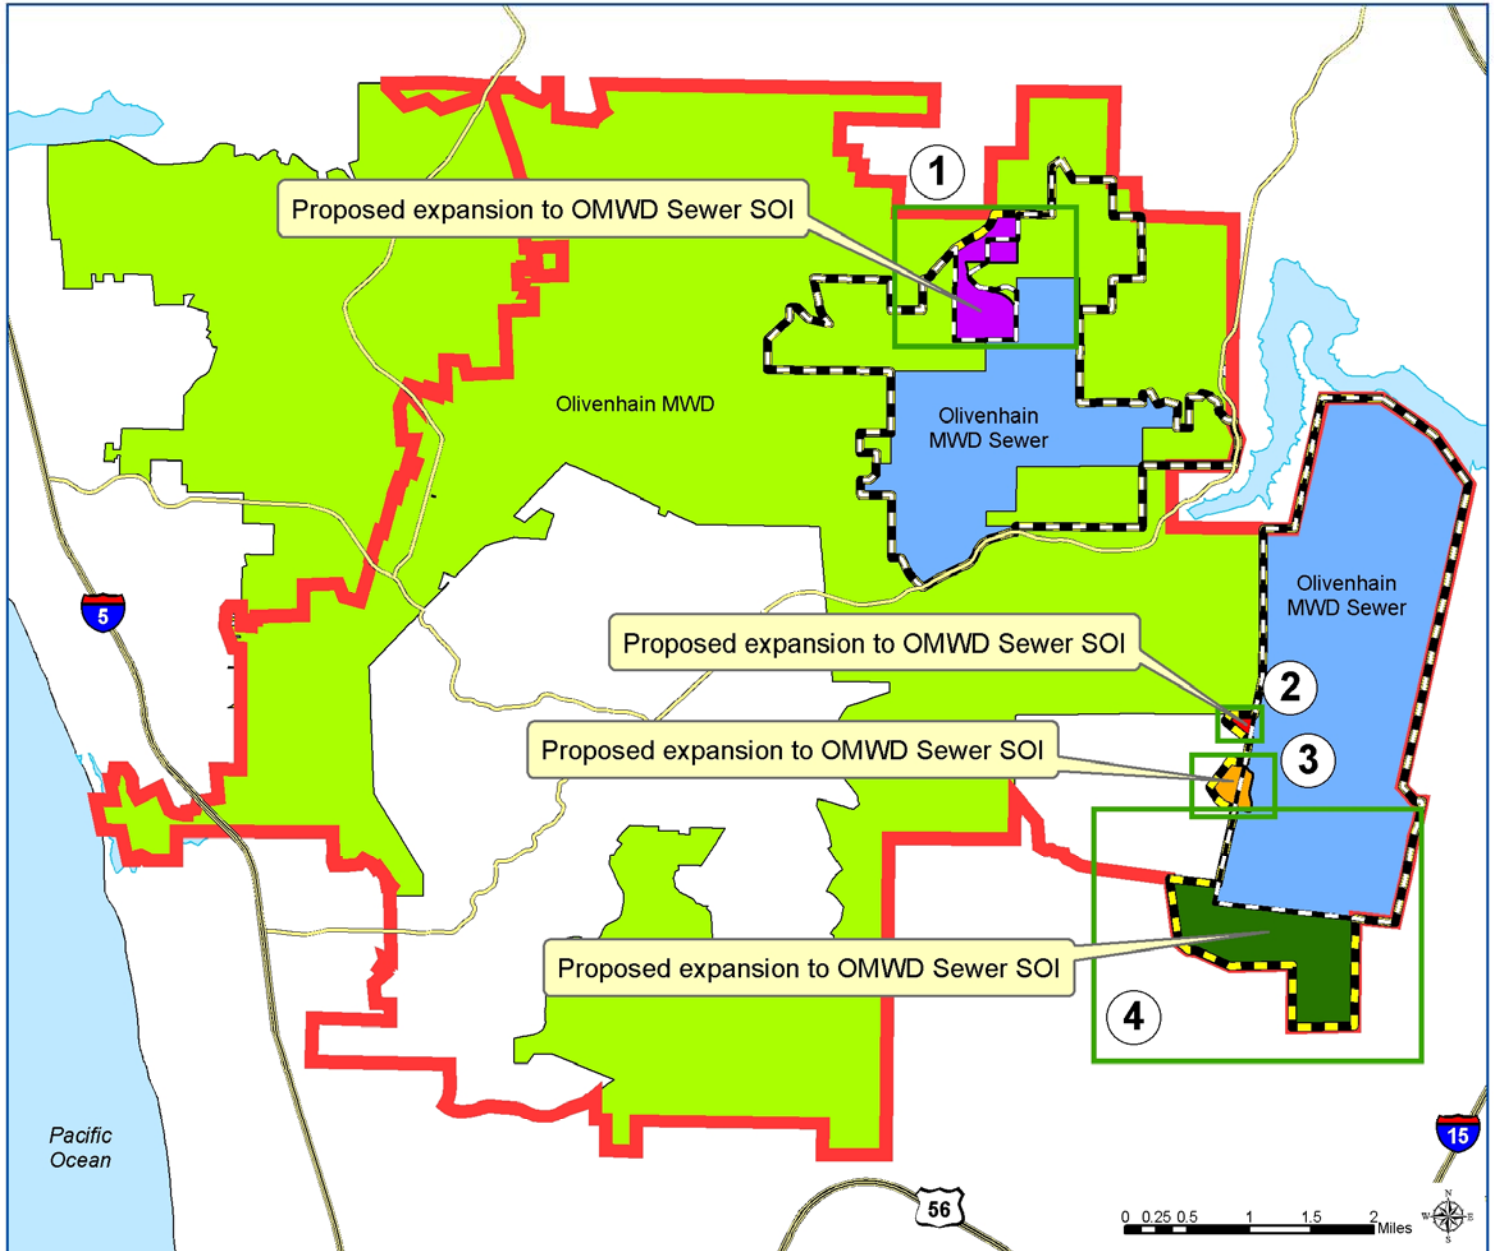 1
Proposed expansion to OMWD Sewer SOI
Olivenhain MWD
Olivenhain
MWD Sewer
Olivenhain
MWD Sewer
5
Proposed expansion to OMWD Sewer SOI
2
Proposed expansion to OMWD Sewer SOI
3
Proposed expansion to OMWD Sewer SOI
4
Pacific
Ocean
15
56
N
W E
S
0 0.25 0.5 1 1.5 2
Miles